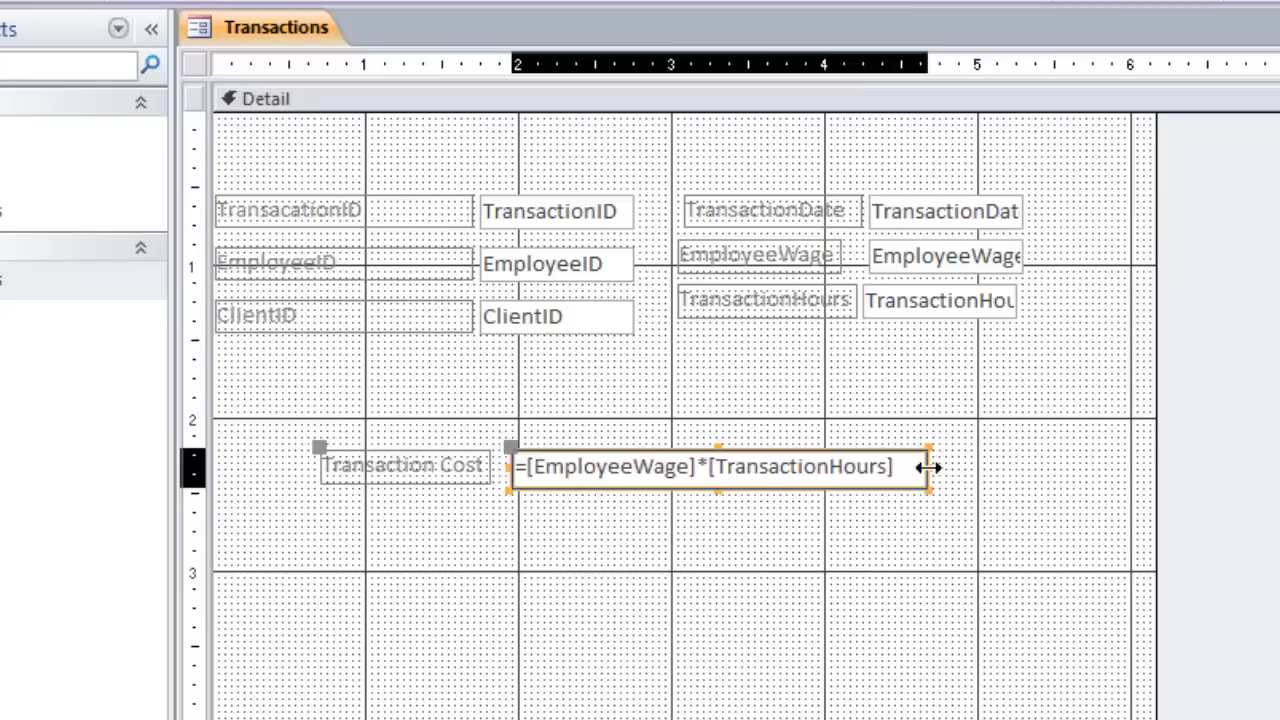 ts
Transactions
1 2 3 4 5 6
Detail
TransacationID TransactionID TransactionDate TransactionDat
EmployeeID EmployeeID EmployeeWage EmployeeWage
ClientID ClientID TransactionHours TransactionHou
Transaction Cost =[EmployeeWage]*[TransactionHours]
1
2
3
s
s